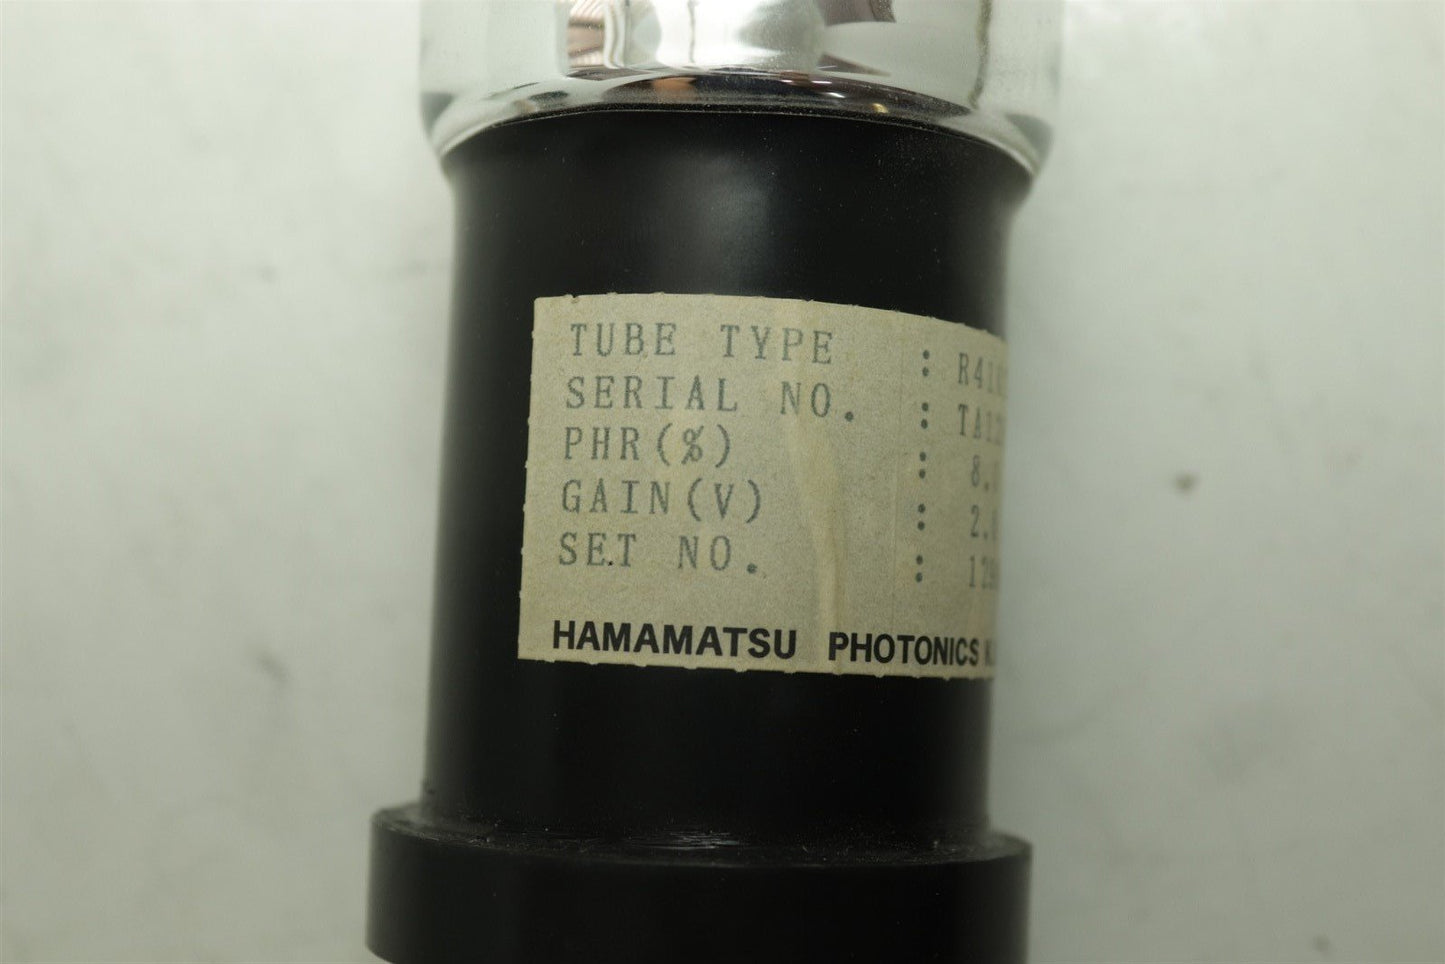 TUBE TYPE :
SERIAL NO. :
PHR(%) :
GAIN(V) :
SET NO. :
HAMAMATSU PHOTONICS